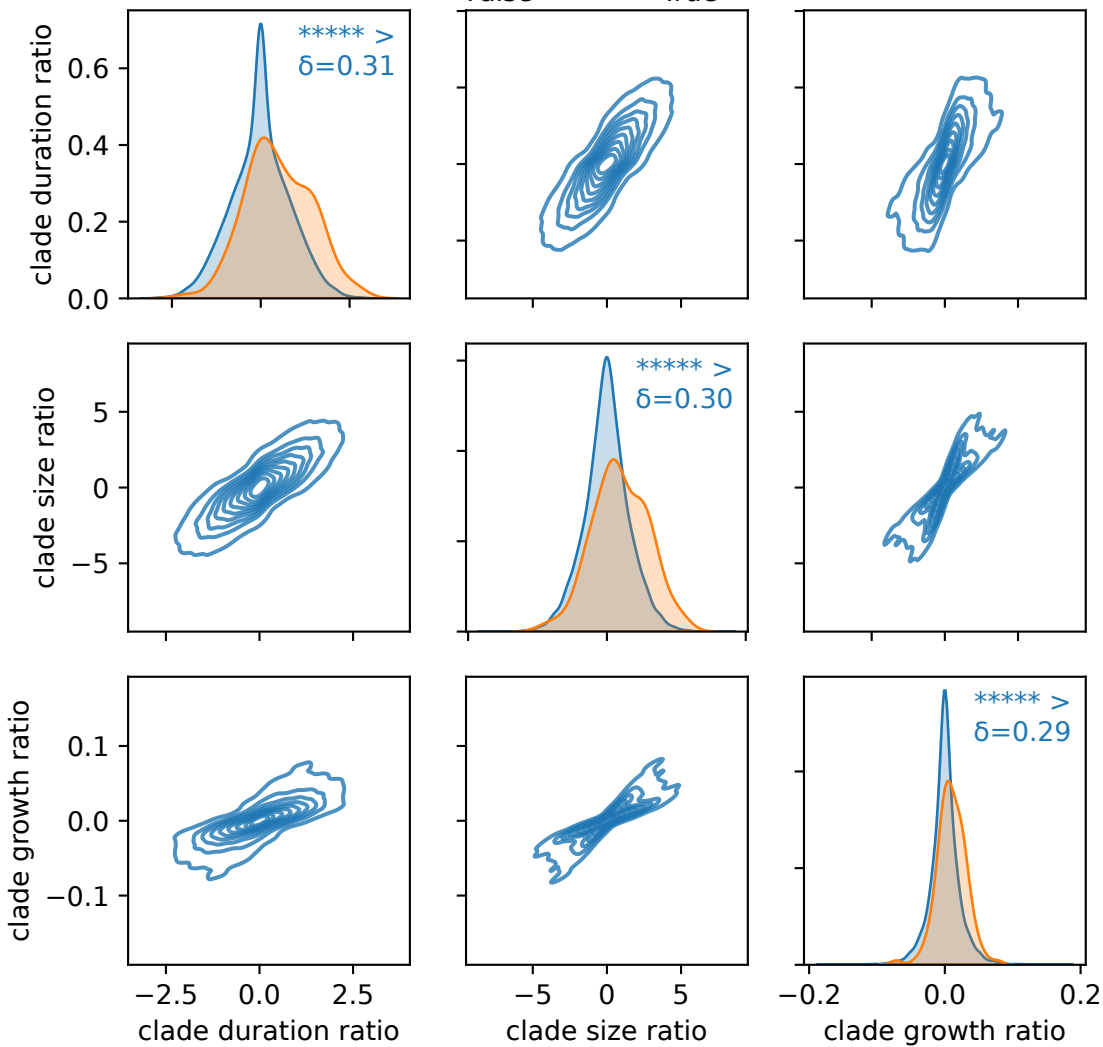 False True
clade duration ratio
0.6
0.4
0.2
0.0
***** >
δ=0.31
clade size ratio
5
0
−5
***** >
δ=0.30
clade growth ratio
0.1
0.0
−0.1
***** >
δ=0.29
−2.5 0.0 2.5
−5 0 5
−0.2 0.0 0.2
clade duration ratio
clade size ratio
clade growth ratio